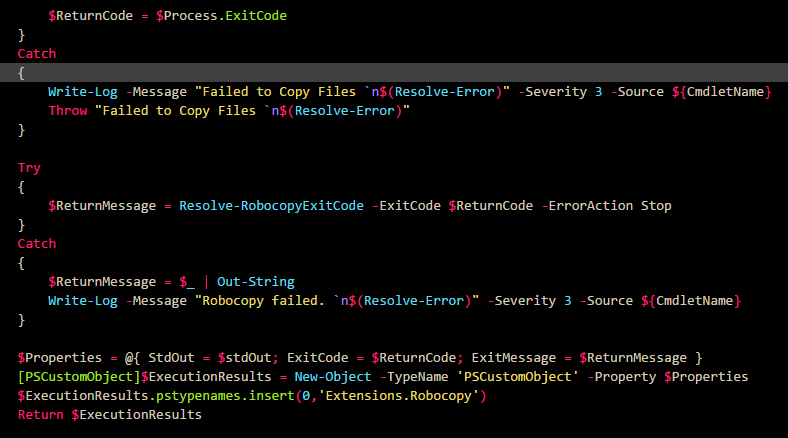 $ReturnCode = $Process.ExitCode
}
Catch
{
Write-Log -Message "Failed to Copy Files `n$(Resolve-Error)" -Severity 3 -Source ${CmdletName}
Throw "Failed to Copy Files `n$(Resolve-Error)"
}
Try
{
$ReturnMessage = Resolve-RobocopyExitCode -ExitCode $ReturnCode -ErrorAction Stop
}
Catch
{
$ReturnMessage = $_ | Out-String
Write-Log -Message "Robocopy failed. `n$(Resolve-Error)" -Severity 3 -Source ${CmdletName}
}
$Properties = @{ StdOut = $stdOut; ExitCode = $ReturnCode; ExitMessage = $ReturnMessage }
[PSCustomObject]$ExecutionResults = New-Object -TypeName 'PSCustomObject' -Property $Properties
$ExecutionResults.pstypenames.insert(0,'Extensions.Robocopy')
Return $ExecutionResults